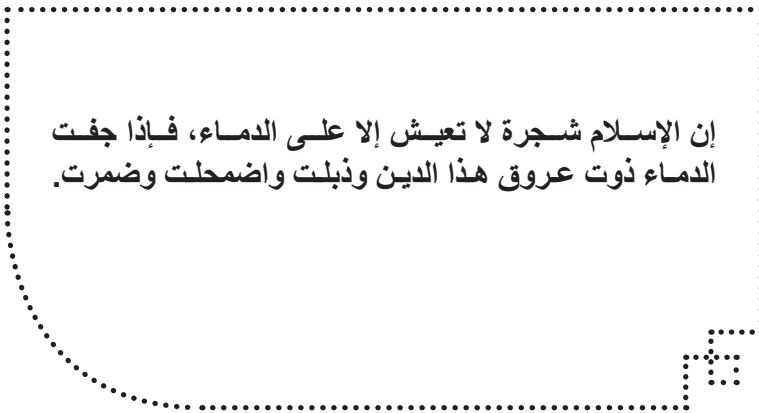 إن الإسلام شجرة لا تعيش إلا على الدماء، فإذا جفت
الدماء ذوت عروق هذا الدين وذبلت واضمحلت وضمرت.